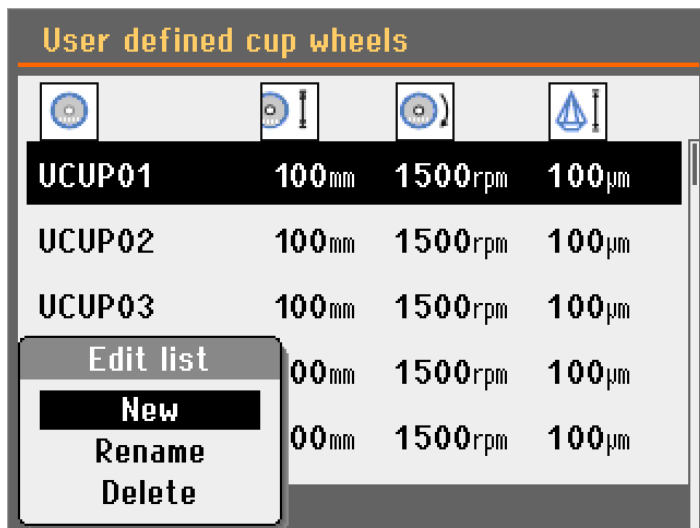 User defined cup wheels
UCUP01 100mm 1500rpm 100µm
UCUP02 100mm 1500rpm 100µm
UCUP03 100mm 1500rpm 100µm
Edit list
00mm 1500rpm 100µm
New
00mm 1500rpm 100µm
Rename
Delete